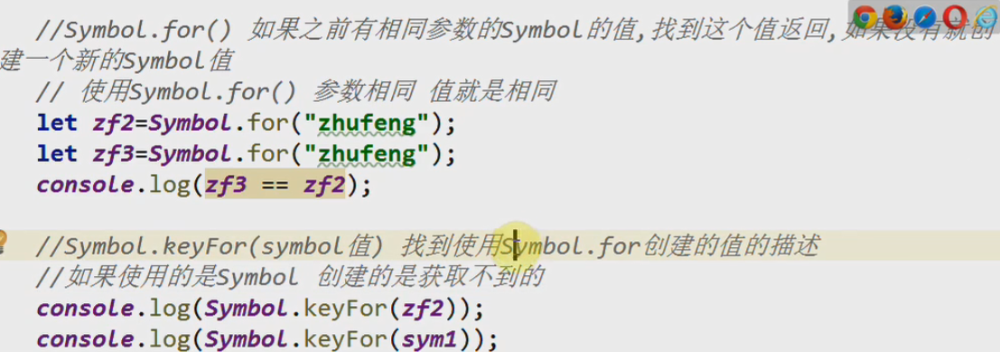 //Symbol.for() 如果之前有相同参数的Symbol的值,找到这个值返回,如果没有就创
建一个新的Symbol值
// 使用Symbol.for() 参数相同 值就是相同
let zf2=Symbol.for("zhufeng");
let zf3=Symbol.for("zhufeng");
console.log(zf3 == zf2);
//Symbol.keyFor(symbol值) 找到使用Symbol.for创建的值的描述
//如果使用的是Symbol 创建的是获取不到的
console.log(Symbol.keyFor(zf2));
console.log(Symbol.keyFor(sym1));